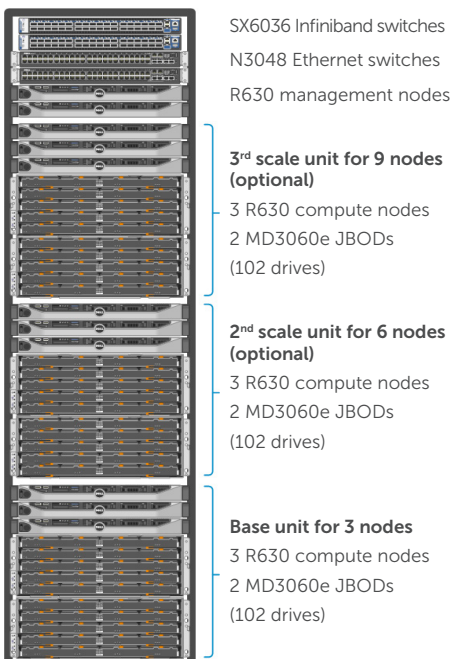 SX6036 Infiniband switches
N3048 Ethernet switches
R630 management nodes
3rd scale unit for 9 nodes
(optional)
3 R630 compute nodes
2 MD3060e JBODs
(102 drives)
2nd scale unit for 6 nodes
(optional)
3 R630 compute nodes
2 MD3060e JBODs
(102 drives)
Base unit for 3 nodes
3 R630 compute nodes
2 MD3060e JBODs
(102 drives)